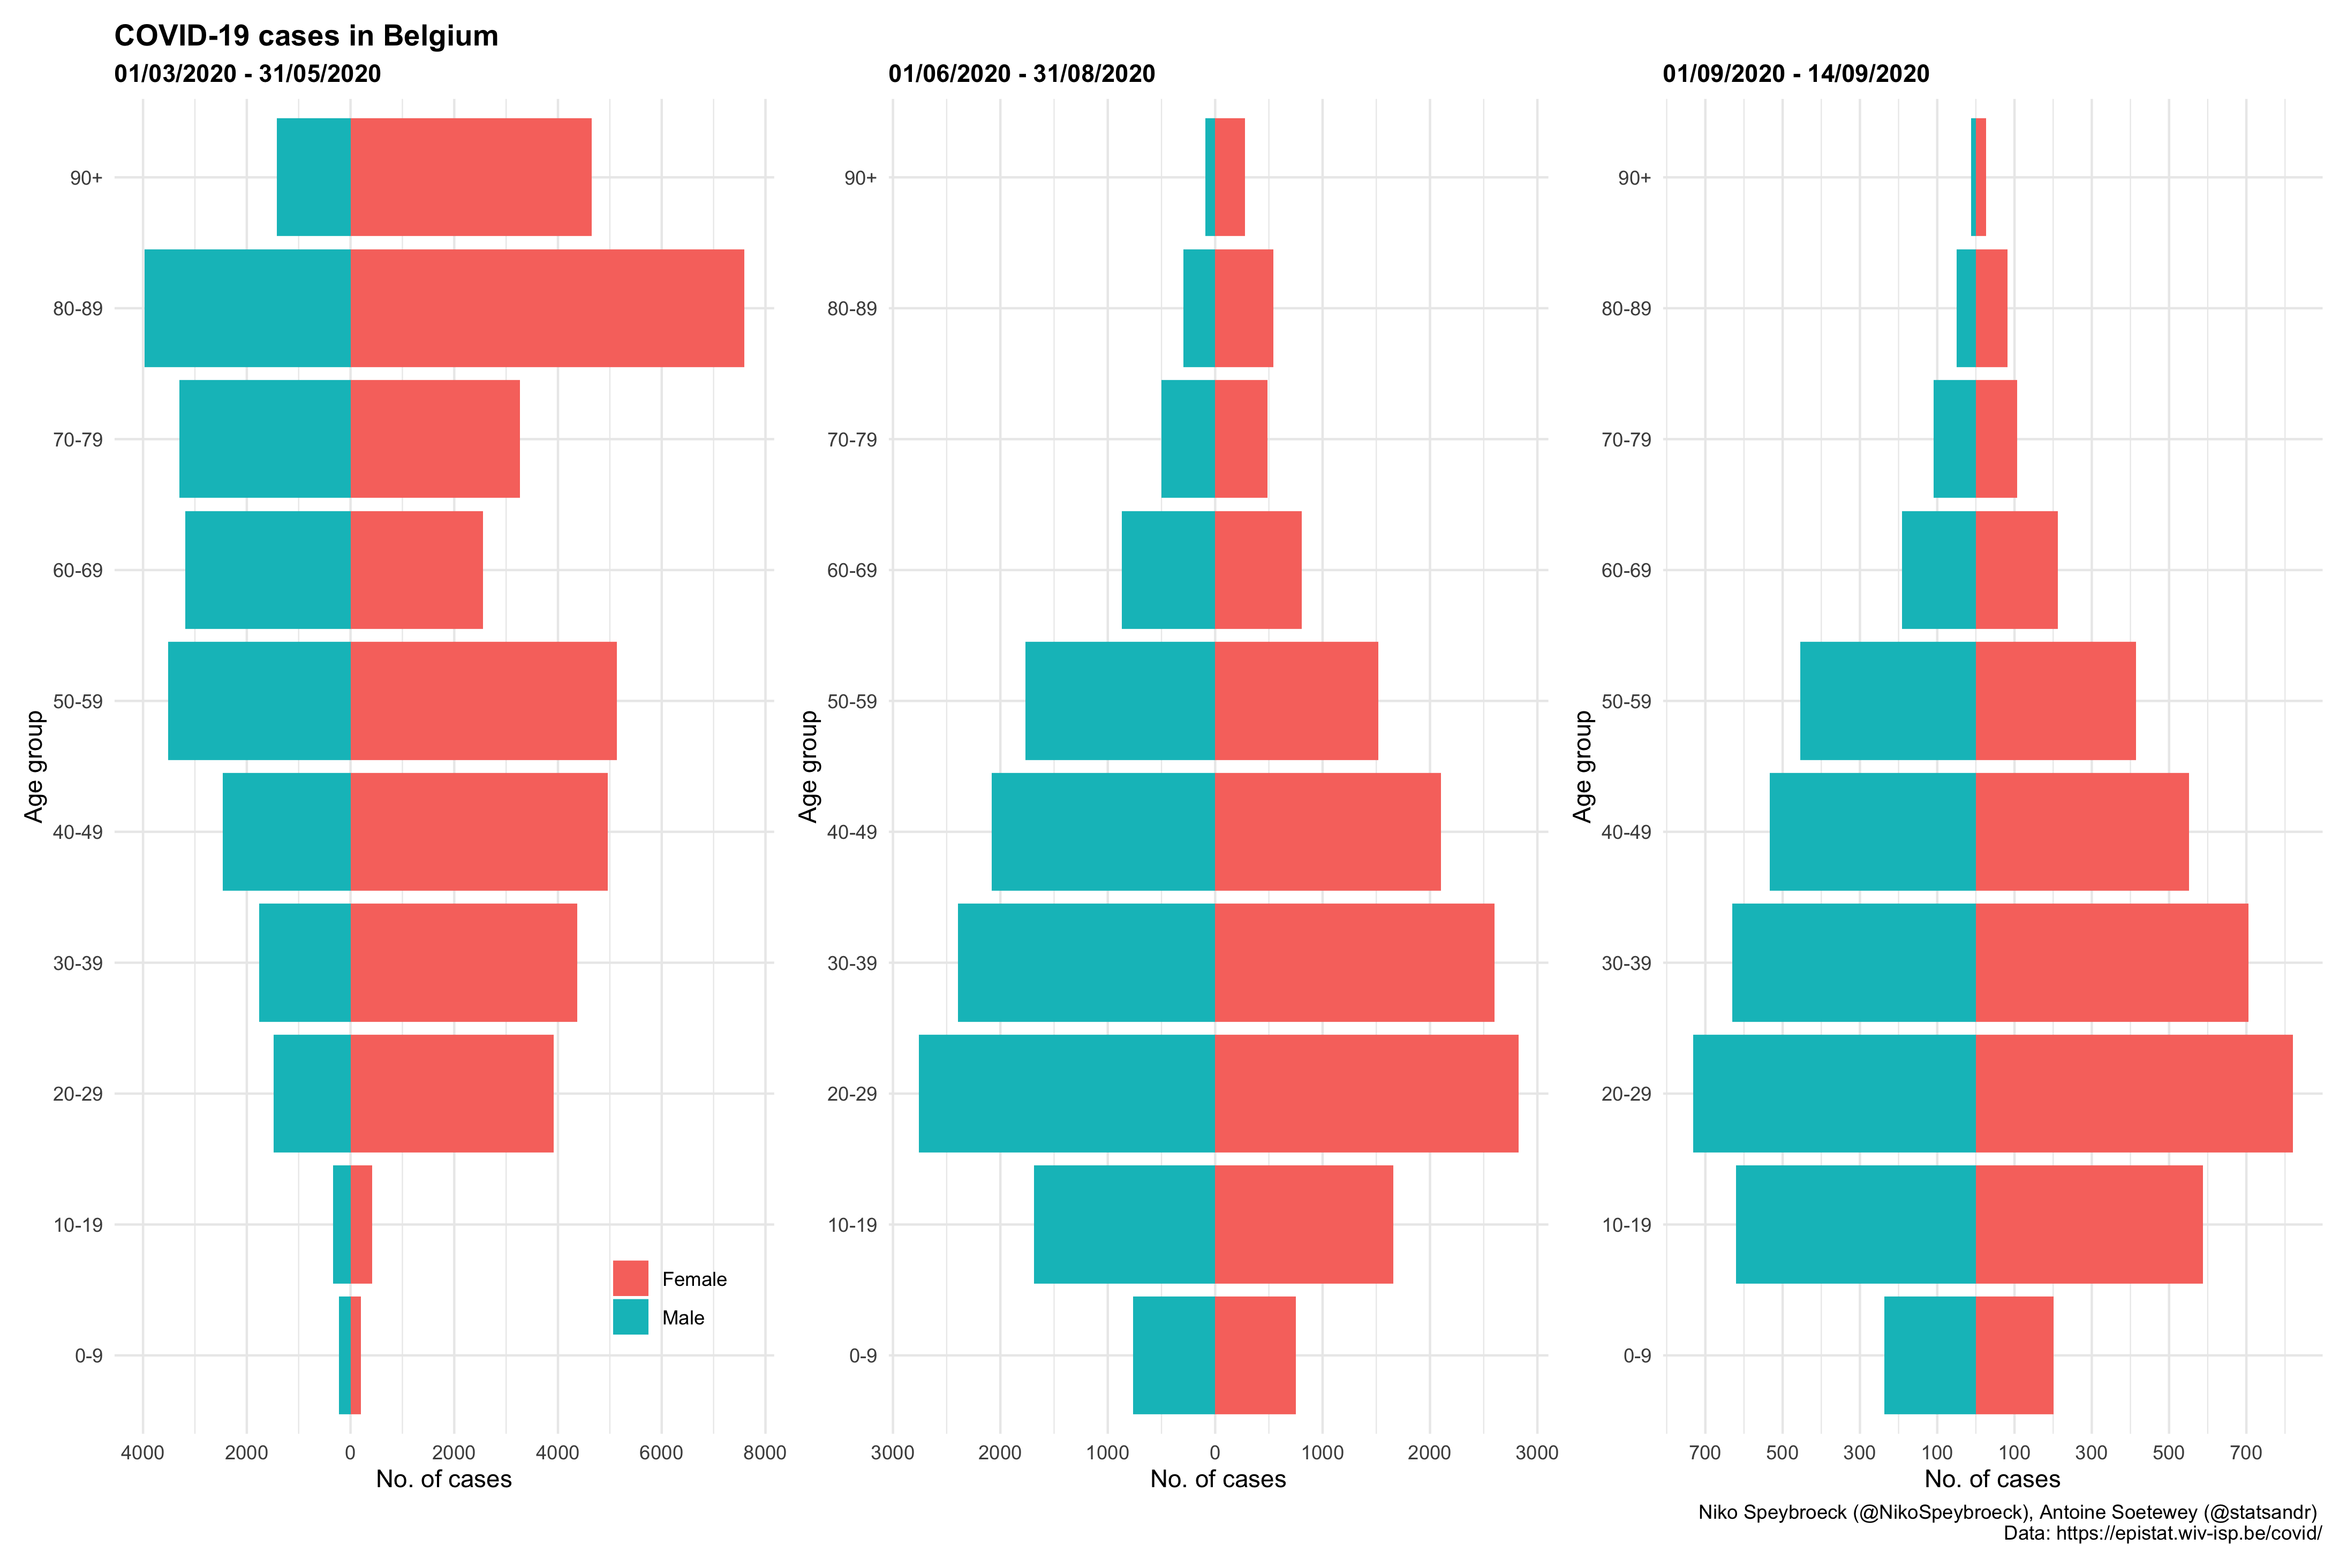 COVID-19 cases in Belgium
01/03/2020 - 31/05/2020
90+
80-89
70-79
60-69
50-59
40-49
30-39
20-29
10-19
0-9
Age group
Female
Male
4000 2000 0 2000 4000 6000 8000
No. of cases
01/06/2020 - 31/08/2020
90+
80-89
70-79
60-69
50-59
40-49
30-39
20-29
10-19
0-9
Age group
3000 2000 1000 0 1000 2000 3000
No. of cases
01/09/2020 - 14/09/2020
90+
80-89
70-79
60-69
50-59
40-49
30-39
20-29
10-19
0-9
Age group
700 500 300 100 100 300 500 700
No. of cases
Niko Speybroeck (@NikoSpeybroeck), Antoine Soetewey (@statsandr)
Data: https://epistat.wiv-isp.be/covid/